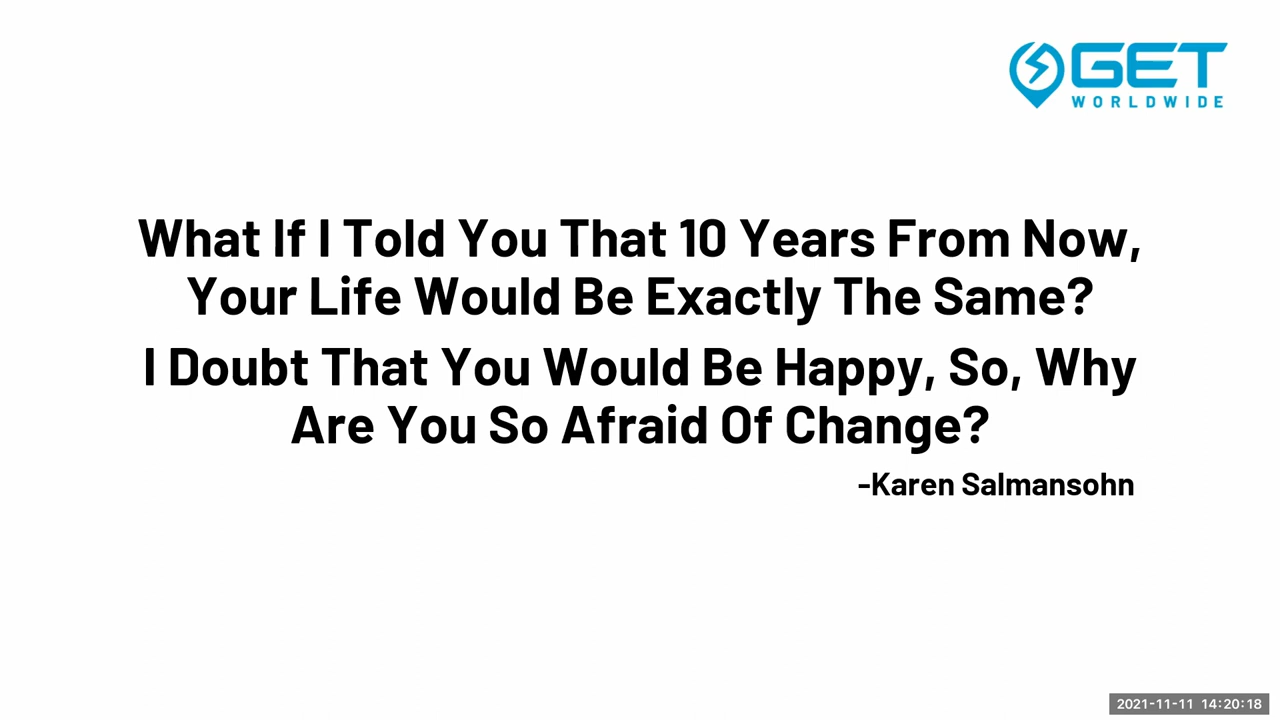 GET
WORLDWIDE
What If I Told You That 10 Years From Now,
Your Life Would Be Exactly The Same?
I Doubt That You Would Be Happy, So, Why
Are You So Afraid Of Change?
-Karen Salmansohn
2021-11-11 14:20:18